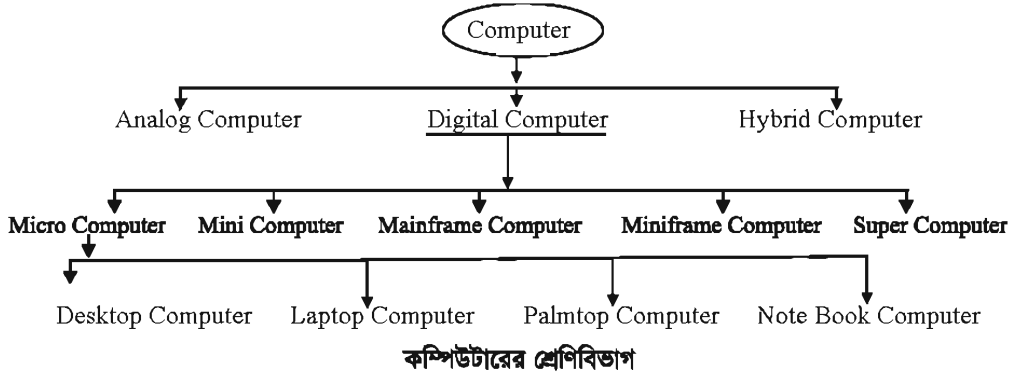 Computer
Analog Computer Digital Computer Hybrid Computer
Micro Computer Mini Computer Mainframe Computer Miniframe Computer Super Computer
Desktop Computer Laptop Computer Palmtop Computer Note Book Computer
কম্পিউটারের শ্রেণিবিভাগ